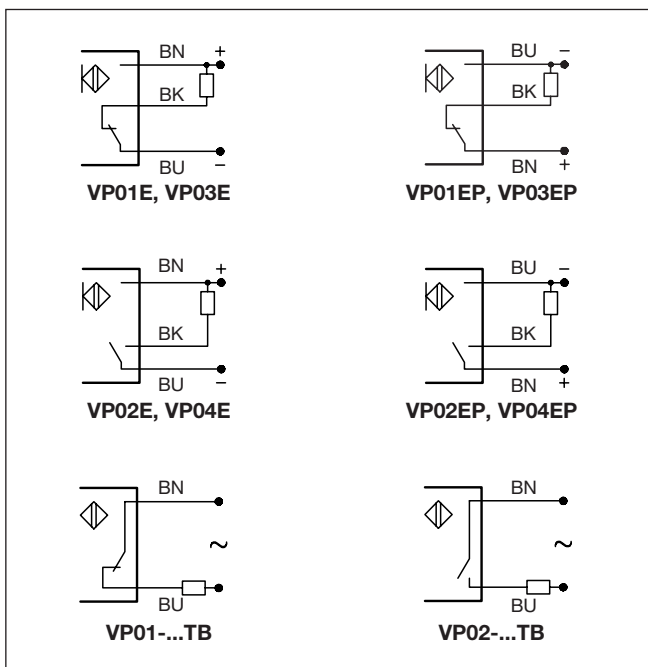 BN +
BK
BU −
VP01E, VP03E
BU −
BK
BN +
VP01EP, VP03EP
BN +
BK
BU −
VP02E, VP04E
BU −
BK
BN +
VP02EP, VP04EP
BN
~
BU
VP01-...TB
BN
~
BU
VP02-...TB